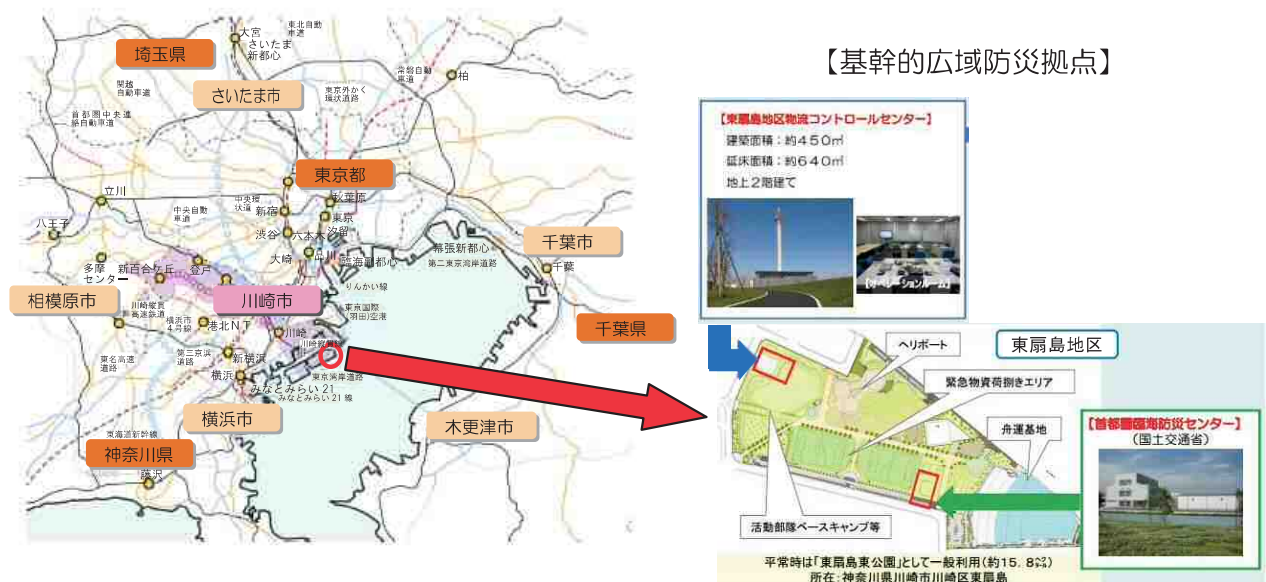 東北自動
車道
大宮
さいたま
新都心
埼玉県
関越
自動車道
さいたま市
東京外かく
環状道路
常磐自動
車道
柏
首都圏中央連
絡自動車道
東京都
立川
中央環
状道
秋葉原
新宿
東京
八王子
中央自動
車道
渋谷
六本木
汐留
幕張新都心
千葉市
大崎
品川
臨海副都心
第二東京湾岸道路
千葉
多摩
センター
新百合ケ丘
登戸
りんかい線
相模原市
川崎市
川崎縦貫
高速鉄道
横浜市
4号線
港北NT
東京国際
(羽田)空港
千葉県
川崎
第三京浜
道路
新横浜
東名高速
道路
東京湾岸道路
横浜
みなとみらい21
みなとみらい21線
横浜市
木更津市
東海道新幹線
神奈川県
藤沢
【基幹的広域防災拠点】
【東扇島地区物流コントロールセンター】
建築面積:約450㎡
延床面積:約640㎡
地上2階建て
【オペレーションルーム】
東扇島地区
ヘリポート
緊急物資荷捌きエリア
舟運基地
活動部隊ベースキャンプ等
【首都圏臨海防災センター】
(国土交通省)
平常時は「東扇島東公園」として一般利用(約15.8㌶)
所在:神奈川県川崎市川崎区東扇島